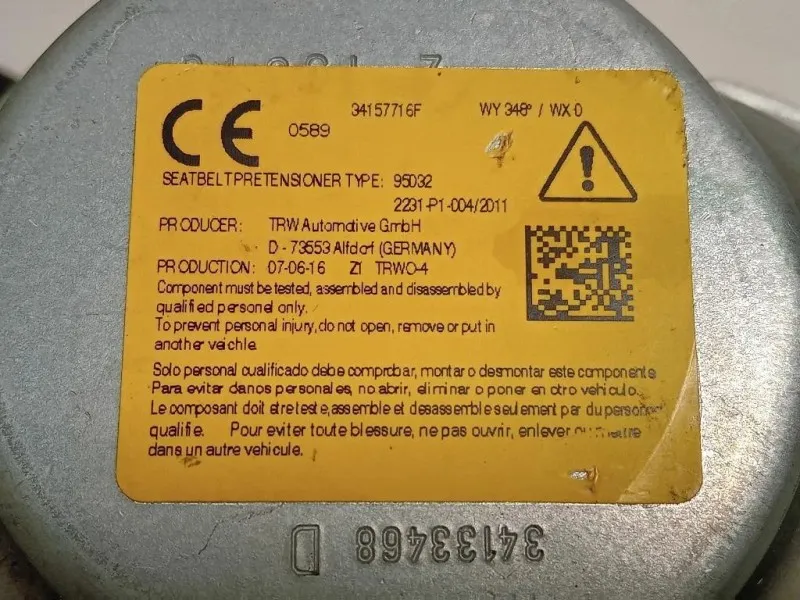 CE 0589 34157716F WY 348° / WX 0
SEATBELTPRETENSIONER TYPE: 95032
2231-P1-004/2011
PRODUCER: TRW Automotive GmbH
D - 73553 Alfdorf (GERMANY)
PRODUCTION: 07-06-16 Z1 TRWO-4
Component must be tested, assembled and disassembled by
qualified personel only.
To prevent personal injury, do not open, remove or put in
another veichle.
Solo personal cualificado debe comprobar, montar o desmontar este componente
Para evitar danos personales, no abrir, eliminar o poner en otro vehiculo.
Le composant doit etre teste, assemble et desassemble seulement par du personel
qualifie. Pour eviter toute blessure, ne pas ouvrir, enlever ou mettre
dans un autre vehicule.
34133468 D